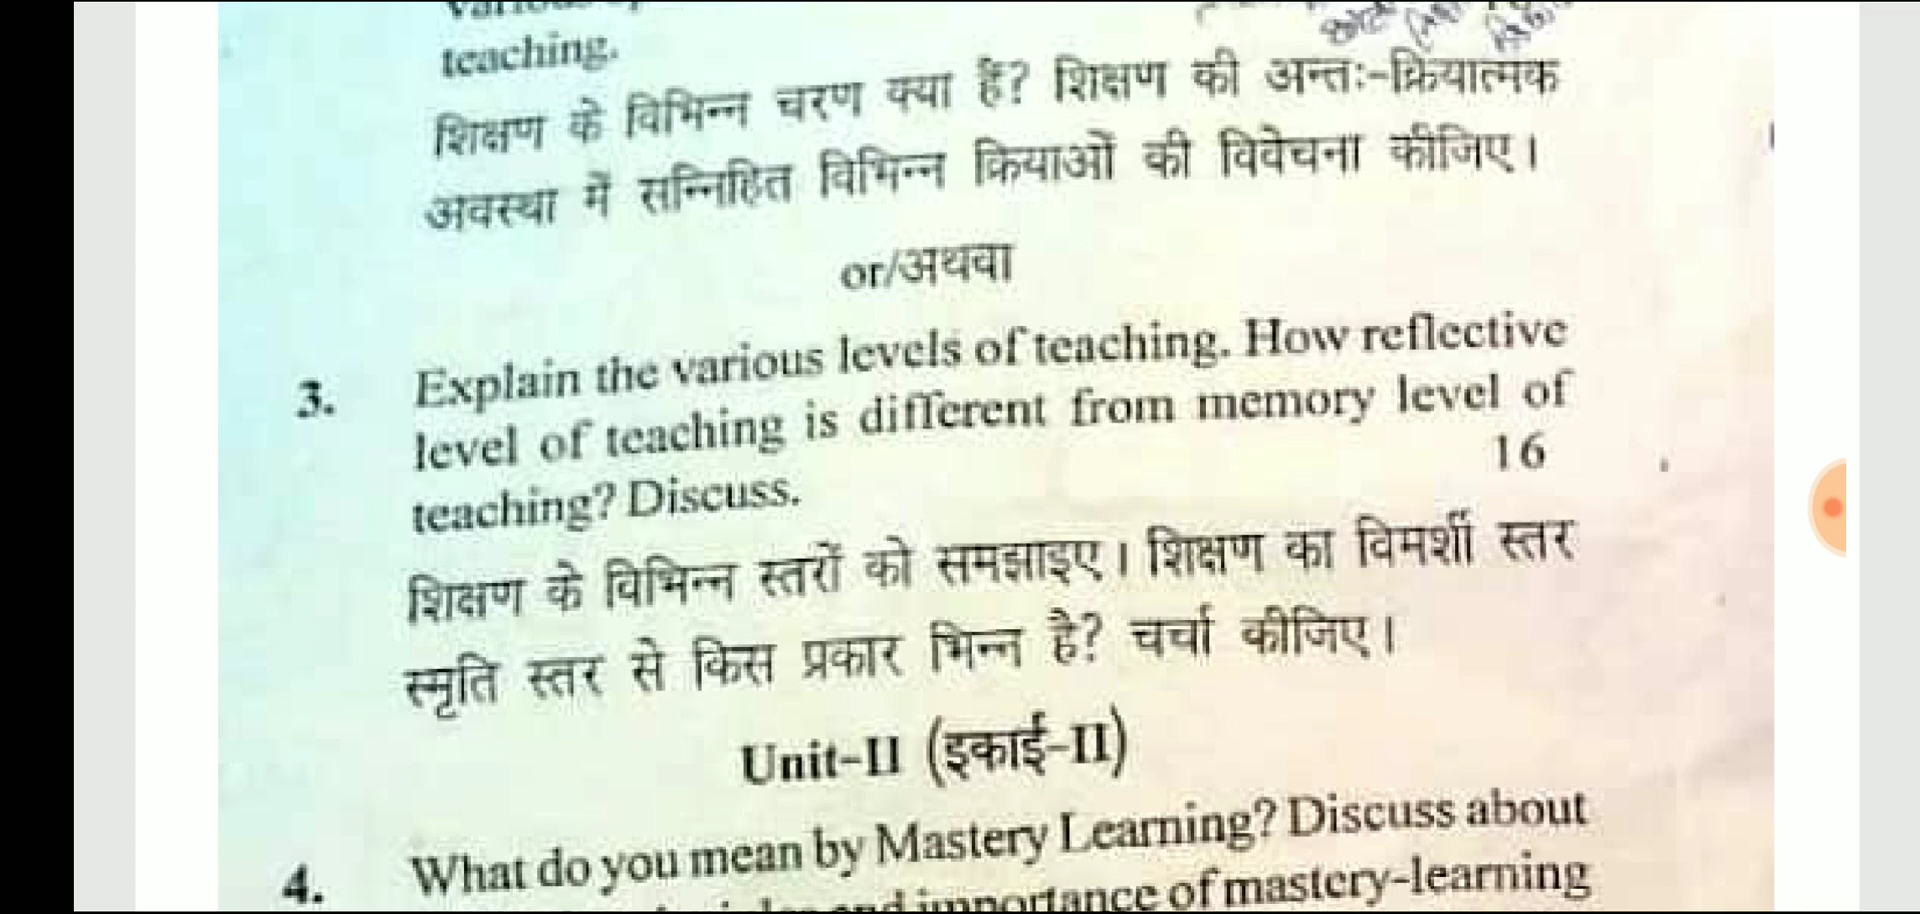 teaching.
शिक्षण के विभिन्न चरण क्या हैं? शिक्षण की अन्तः-क्रियात्मक
अवस्था में सन्निहित विभिन्न क्रियाओं की विवेचना कीजिए।
or/अथवा
3. Explain the various levels of teaching. How reflective
level of teaching is different from memory level of
teaching? Discuss. 16
शिक्षण के विभिन्न स्तरों को समझाइए। शिक्षण का विमर्शी स्तर
स्मृति स्तर से किस प्रकार भिन्न है? चर्चा कीजिए।
Unit-II (इकाई-II)
4. What do you mean by Mastery Learning? Discuss about
and importance of mastery-learning